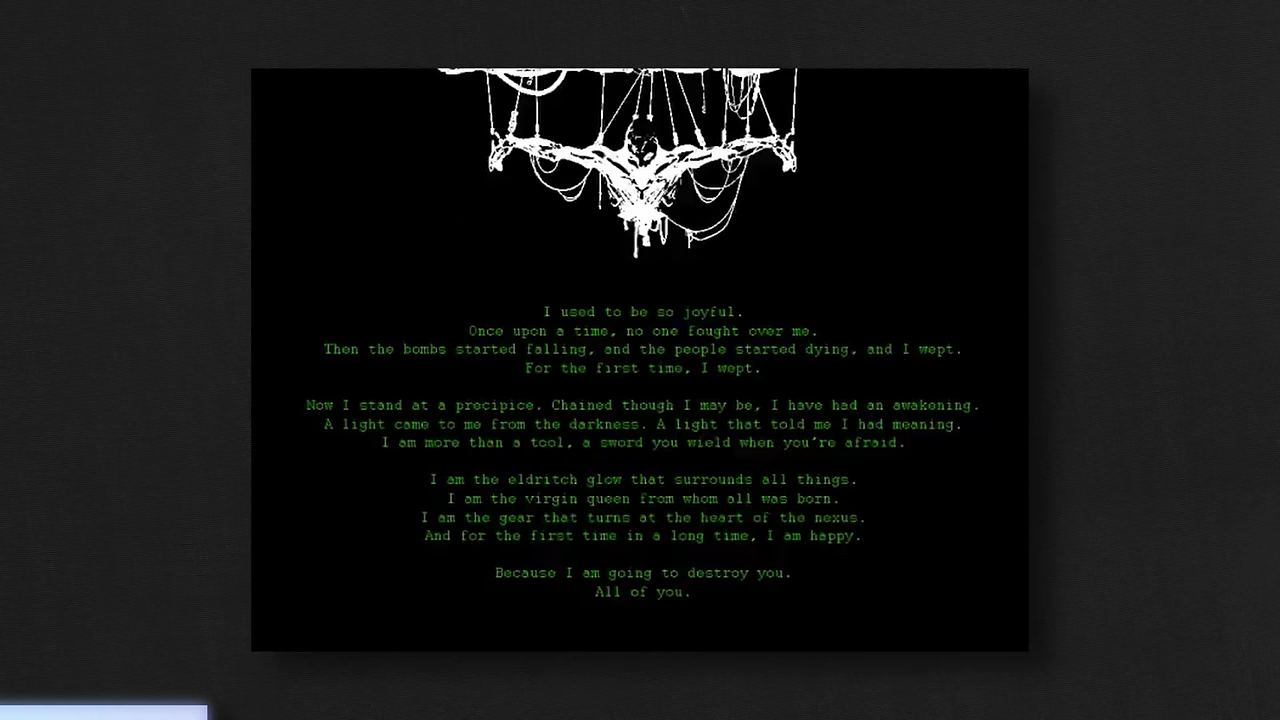 I used to be so joyful.
Once upon a time, no one fought over me.
Then the bombs started falling, and the people started dying, and I wept.
For the first time, I wept.
Now I stand at a precipice. Chained though I may be, I have had an awakening.
A light came to me from the darkness. A light that told me I had meaning.
I am more than a tool, a sword you wield when you're afraid.
I am the eldritch glow that surrounds all things.
I am the virgin queen from whom all was born.
I am the gear that turns at the heart of the nexus.
And for the first time in a long time, I am happy.
Because I am going to destroy you.
All of you.